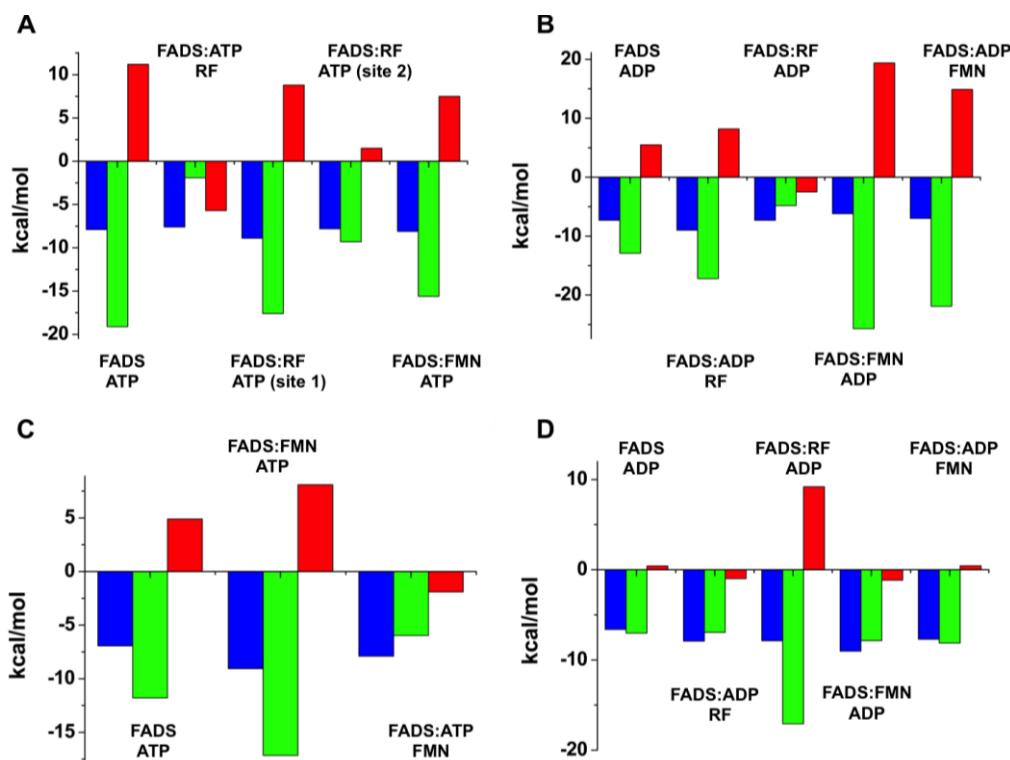 A
FADS:ATP
RF
FADS:RF
ATP (site 2)
kcal/mol
10
5
0
-5
-10
-15
-20
FADS
ATP
FADS:RF
ATP (site 1)
FADS:FMN
ATP
B
FADS
ADP
FADS:RF
ADP
FADS:ADP
FMN
kcal/mol
20
10
0
-10
-20
FADS:ADP
RF
FADS:FMN
ADP
C
FADS:FMN
ATP
kcal/mol
5
0
-5
-10
-15
FADS
ATP
FADS:ATP
FMN
D
FADS
ADP
FADS:RF
ADP
FADS:ADP
FMN
kcal/mol
10
0
-10
-20
FADS:ADP
RF
FADS:FMN
ADP